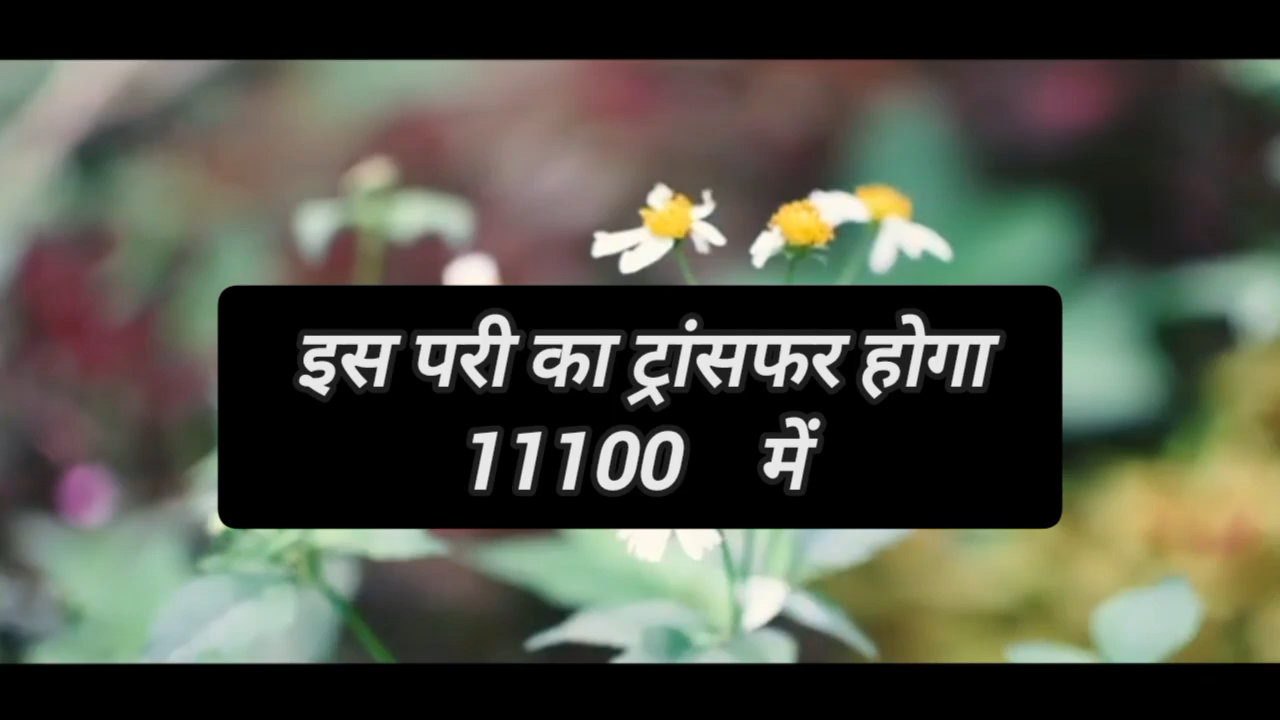 इस परी का ट्रांसफर होगा
11100 में